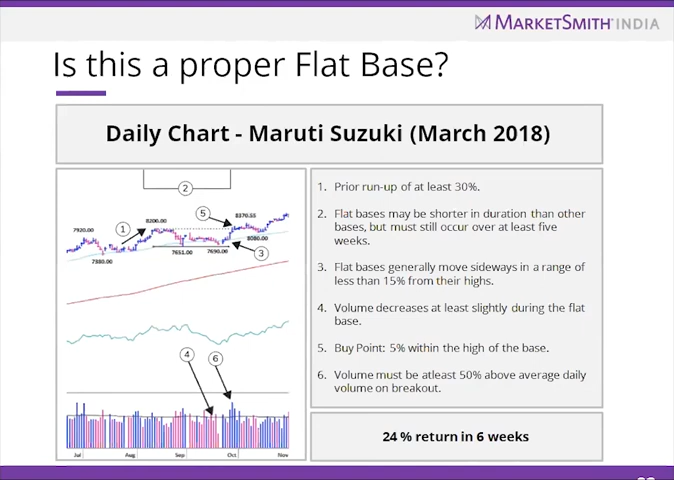 MARKETSMITH INDIA
Is this a proper Flat Base?
Daily Chart - Maruti Suzuki (March 2018)
2
5
8370.55
8206.00
1
7920.00
8080.00
7380.00
7651.00
7690.00
3
4
6
Jul Aug Sep Oct Nov
1. Prior run-up of at least 30%.
2. Flat bases may be shorter in duration than other
bases, but must still occur over at least five
weeks.
3. Flat bases generally move sideways in a range of
less than 15% from their highs.
4. Volume decreases at least slightly during the flat
base.
5. Buy Point: 5% within the high of the base.
6. Volume must be atleast 50% above average daily
volume on breakout.
24 % return in 6 weeks